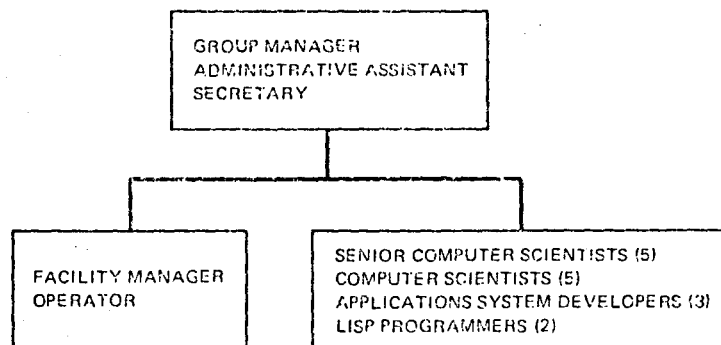 GROUP MANAGER
ADMINISTRATIVE ASSISTANT
SECRETARY
FACILITY MANAGER
OPERATOR
SENIOR COMPUTER SCIENTISTS (5)
COMPUTER SCIENTISTS (5)
APPLICATIONS SYSTEM DEVELOPERS (3)
LISP PROGRAMMERS (2)